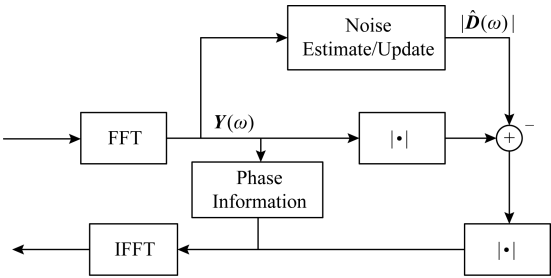 Noise
Estimate/Update
|D̂(ω)|
FFT
Y(ω)
|•|
+
−
Phase
Information
IFFT
|•|